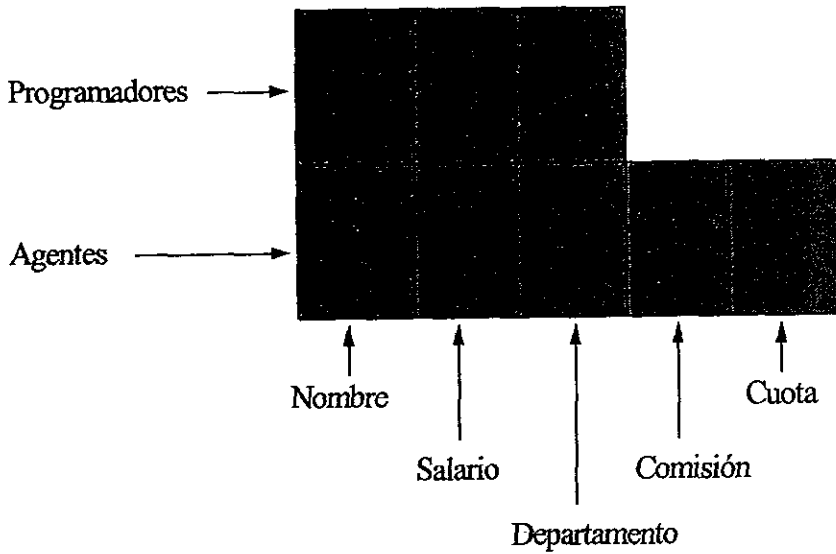 Programadores
Agentes
Nombre
Cuota
Salario
Comisión
Departamento